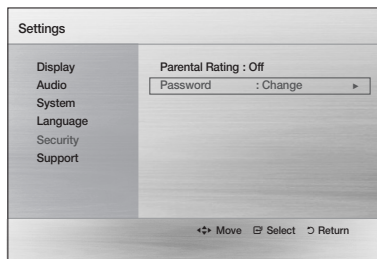 Settings
Display
Audio
System
Language
Security
Support
Parental Rating : Off
Password : Change
Move Select Return